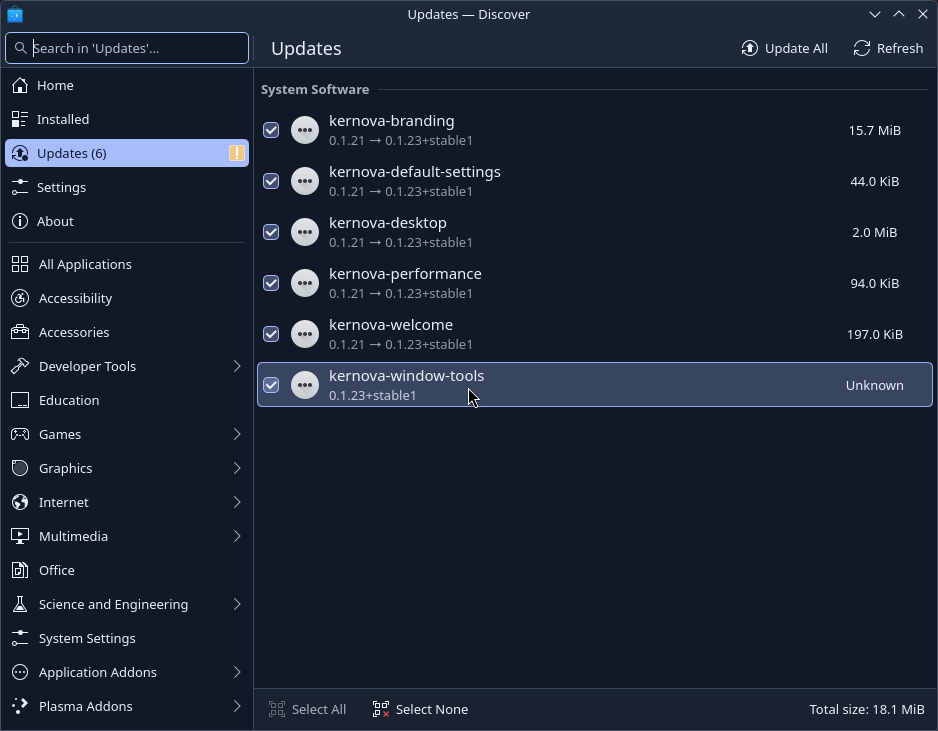 Updates — Discover
Search in 'Updates'...
Updates
Update All
Refresh
Home
Installed
Updates (6)
Settings
About
All Applications
Accessibility
Accessories
Developer Tools
Education
Games
Graphics
Internet
Multimedia
Office
Science and Engineering
System Settings
Application Addons
Plasma Addons
System Software
kernova-branding
0.1.21 → 0.1.23+stable1
15.7 MiB
kernova-default-settings
0.1.21 → 0.1.23+stable1
44.0 KiB
kernova-desktop
0.1.21 → 0.1.23+stable1
2.0 MiB
kernova-performance
0.1.21 → 0.1.23+stable1
94.0 KiB
kernova-welcome
0.1.21 → 0.1.23+stable1
197.0 KiB
kernova-window-tools
0.1.23+stable1
Unknown
Select All
Select None
Total size: 18.1 MiB